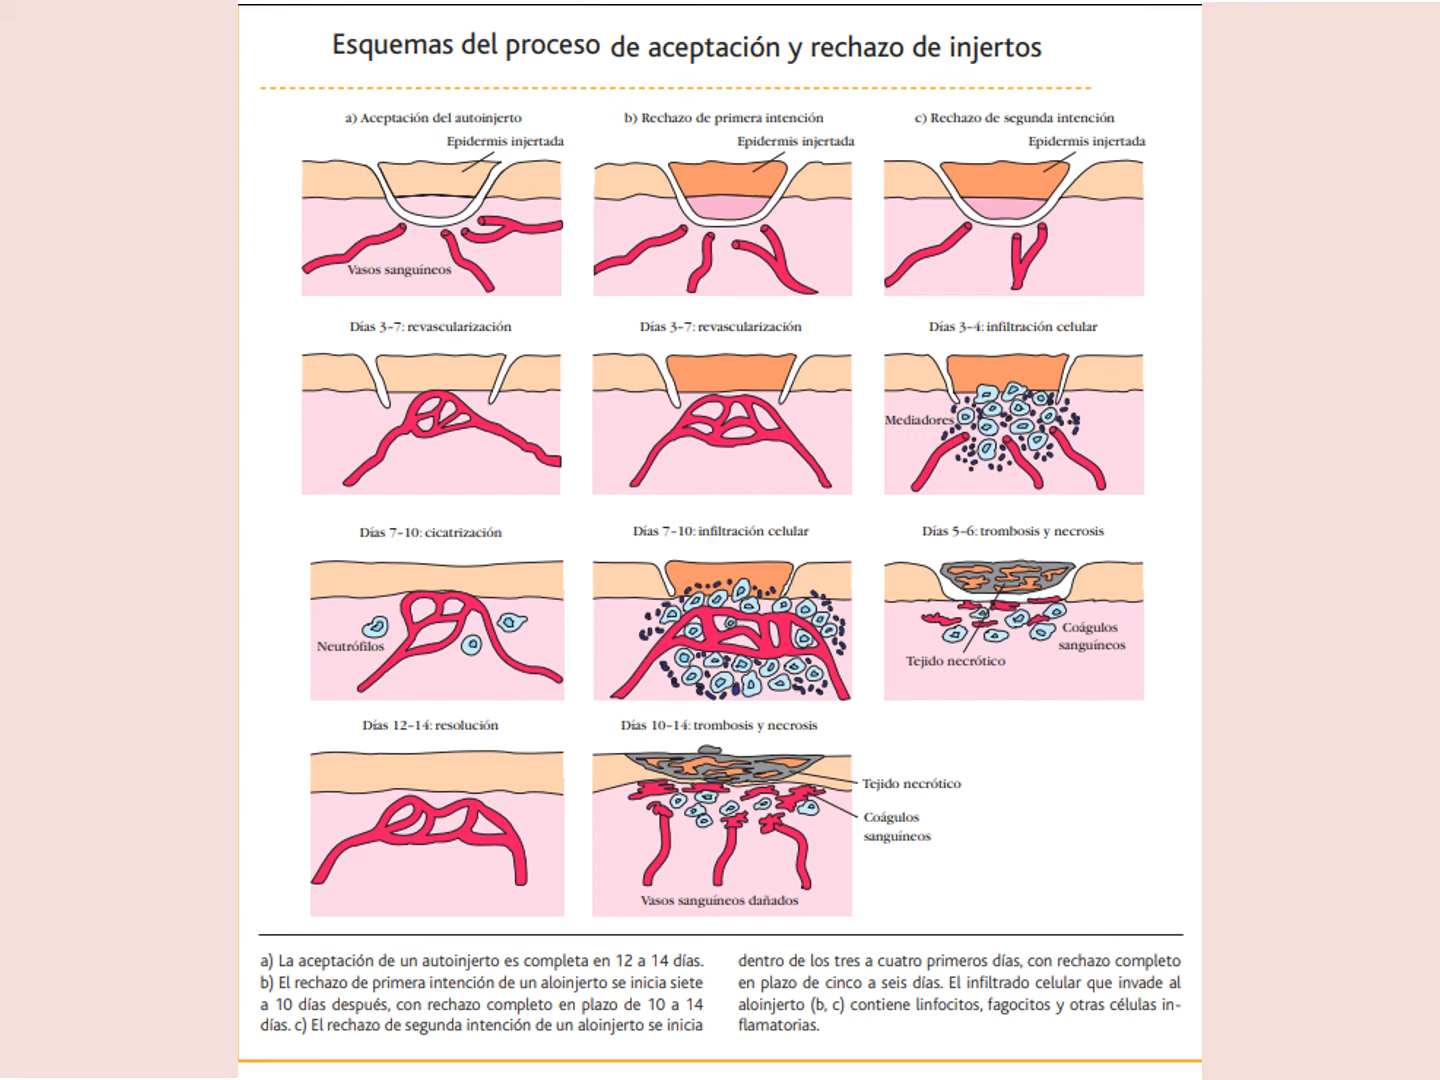 Esquemas del proceso de aceptación y rechazo de injertos
a) Aceptación del autoinjerto
Epidermis injertada
Vasos sanguíneos
Días 3–7: revascularización
Días 7–10: cicatrización
Neutrófilos
Días 12–14: resolución
b) Rechazo de primera intención
Epidermis injertada
Días 3–7: revascularización
Días 7–10: infiltración celular
Días 10–14: trombosis y necrosis
Tejido necrótico
Coágulos
sanguíneos
Vasos sanguíneos dañados
c) Rechazo de segunda intención
Epidermis injertada
Días 3–4: infiltración celular
Mediadores
Días 5–6: trombosis y necrosis
Coágulos
sanguíneos
Tejido necrótico
a) La aceptación de un autoinjerto es completa en 12 a 14 días.
b) El rechazo de primera intención de un aloinjerto se inicia siete
a 10 días después, con rechazo completo en plazo de 10 a 14
días. c) El rechazo de segunda intención de un aloinjerto se inicia
dentro de los tres a cuatro primeros días, con rechazo completo
en plazo de cinco a seis días. El infiltrado celular que invade al
aloinjerto (b, c) contiene linfocitos, fagocitos y otras células in-
flamatorias.